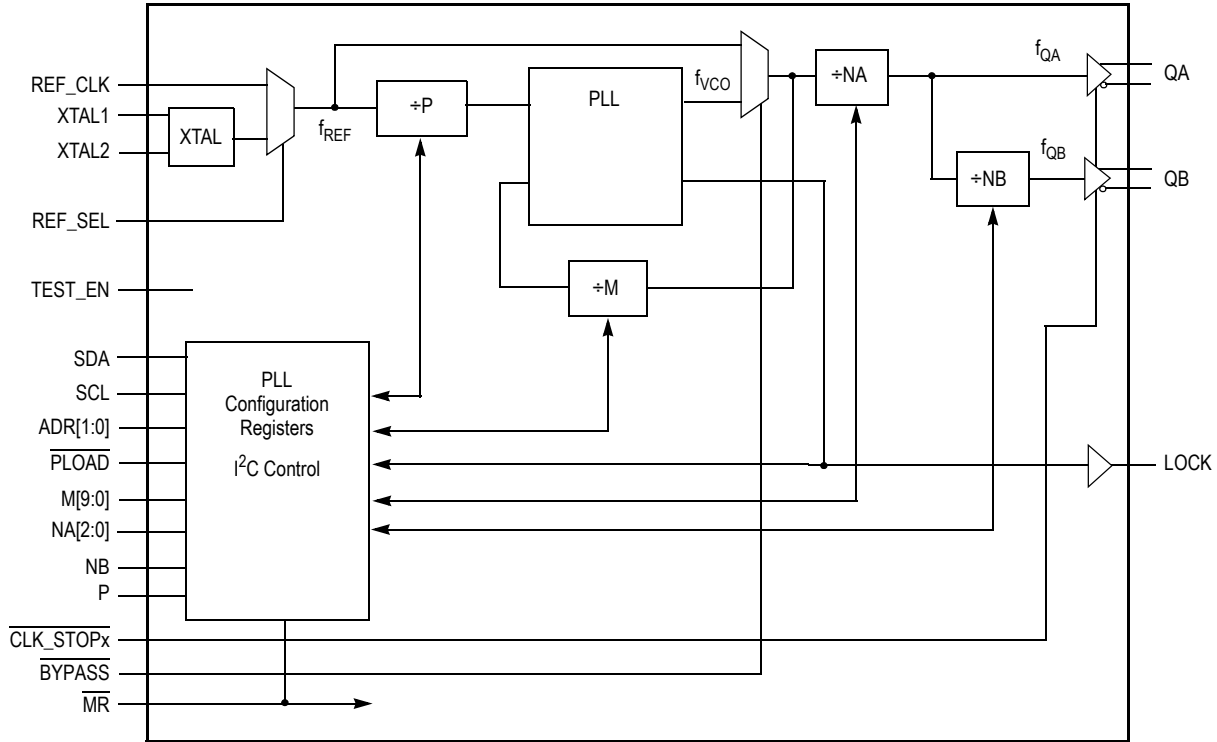 REF_CLK
XTAL1
XTAL2
XTAL
REF_SEL
TEST_EN
SDA
SCL
ADR[1:0]
PLOAD
M[9:0]
NA[2:0]
NB
P
CLK_STOPx
BYPASS
MR
fREF
÷P
PLL
fVCO
÷M
÷NA
÷NB
fQA
fQB
QA
QB
LOCK
PLL
Configuration
Registers
I²C Control